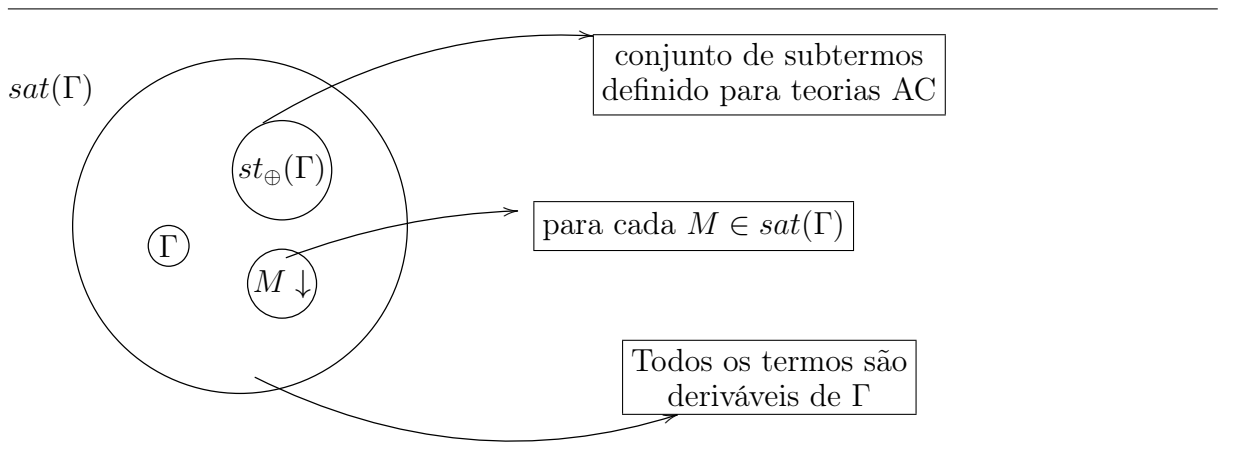 conjunto de subtermos
definido para teorias AC
sat(Γ)
st⊕(Γ)
para cada M ∈ sat(Γ)
Γ
M ↓
Todos os termos são
deriváveis de Γ